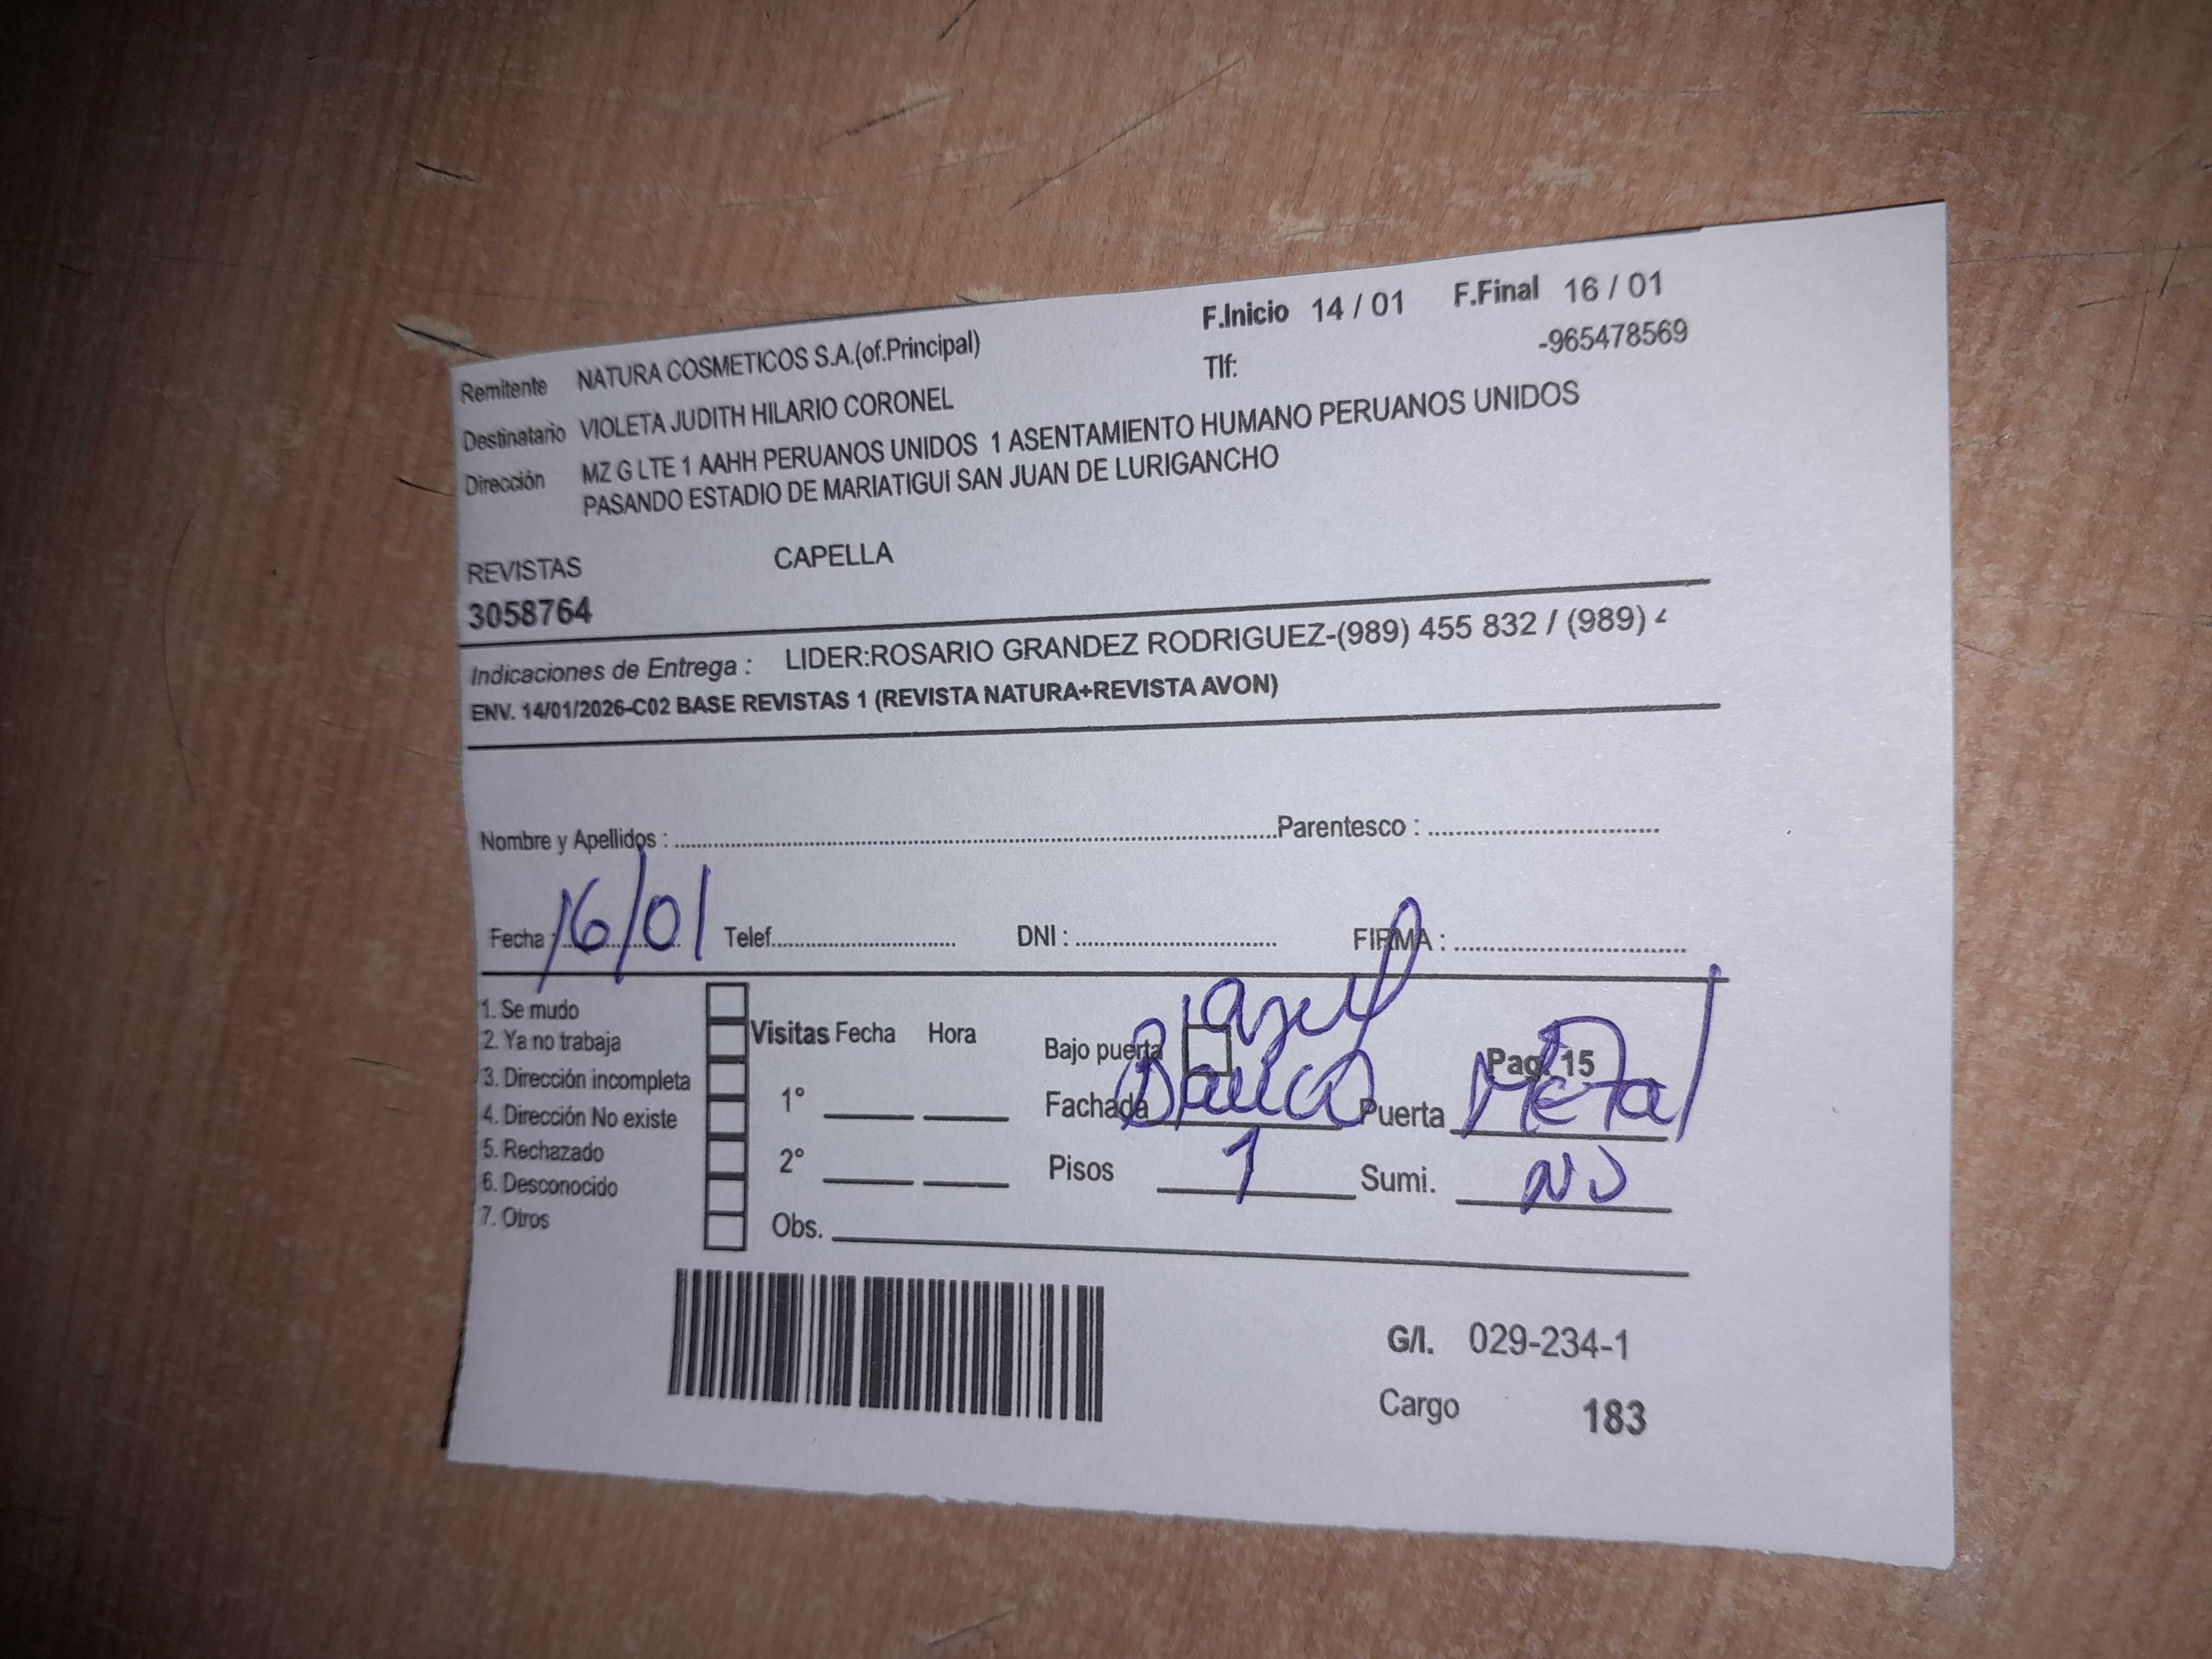 F.Inicio 14 / 01 F.Final 16 / 01
Remitente NATURA COSMETICOS S.A.(of.Principal) Tlf: -965478569
Destinatario VIOLETA JUDITH HILARIO CORONEL
Dirección MZ G LTE 1 AAHH PERUANOS UNIDOS 1 ASENTAMIENTO HUMANO PERUANOS UNIDOS
PASANDO ESTADIO DE MARIATIGUI SAN JUAN DE LURIGANCHO
REVISTAS CAPELLA
3058764
Indicaciones de Entrega : LIDER:ROSARIO GRANDEZ RODRIGUEZ-(989) 455 832 / (989)
ENV. 14/01/2026-C02 BASE REVISTAS 1 (REVISTA NATURA+REVISTA AVON)
Nombre y Apellidos : Parentesco :
Fecha : 16/01 Telef. DNI : FIRMA :
1. Se mudo
2. Ya no trabaja
3. Dirección incompleta
4. Dirección No existe
5. Rechazado
6. Desconocido
7. Otros
Visitas Fecha Hora
1°
2°
Obs.
Bajo puerta Pag. 15
Fachada Puerta Metal
Pisos 1 Sumi. NO
G/I. 029-234-1
Cargo 183